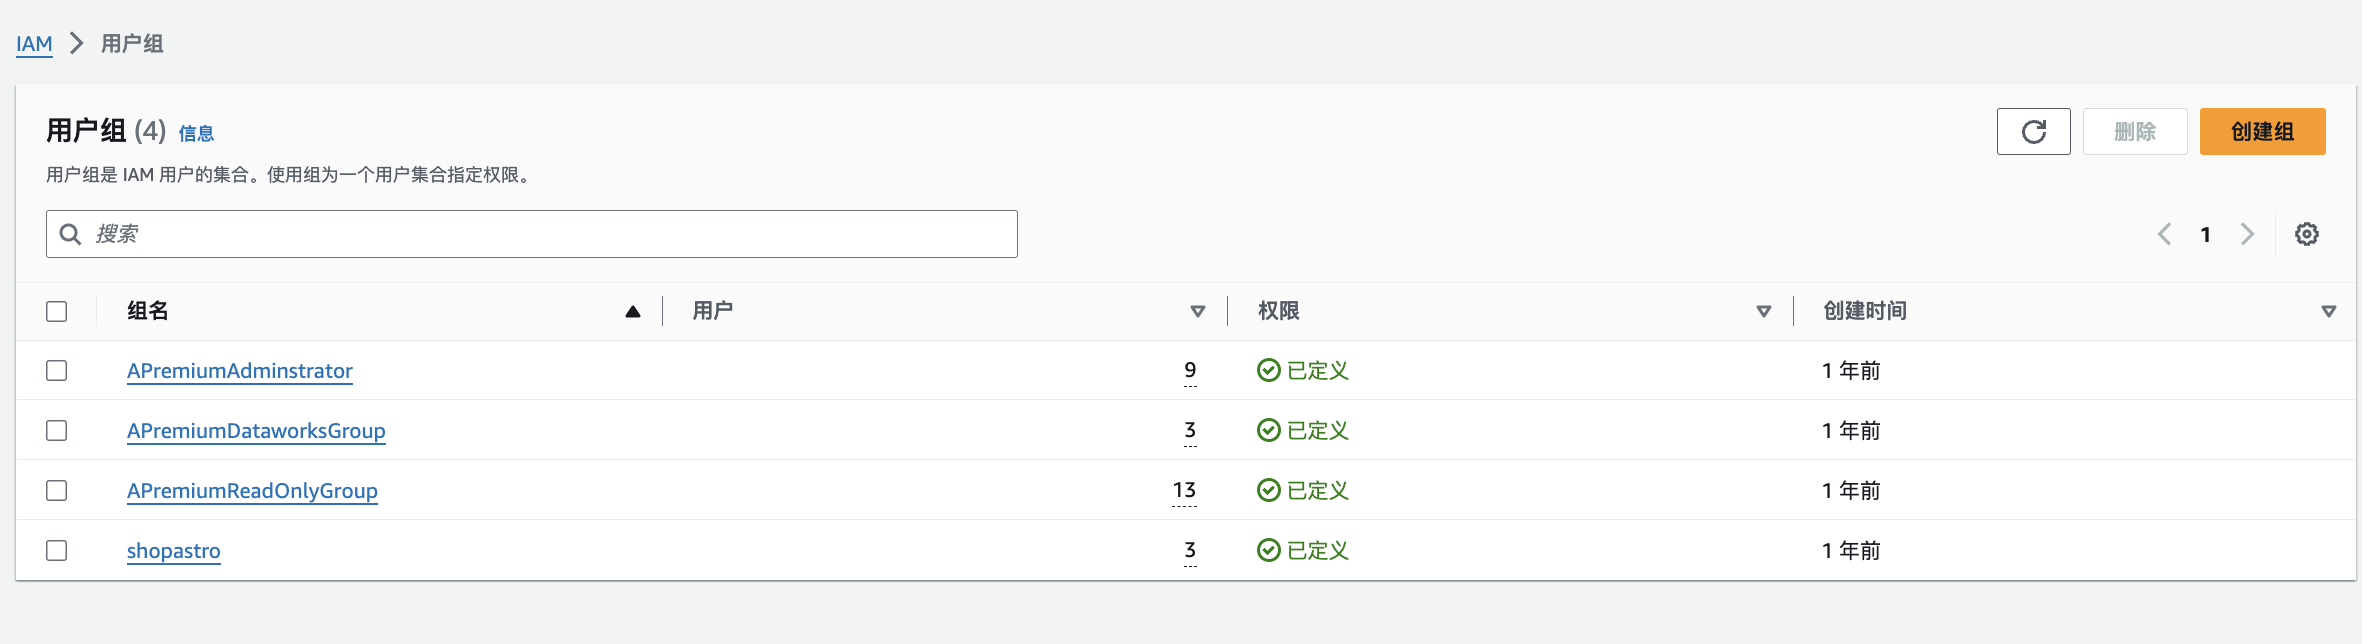 IAM > 用户组
用户组 (4) 信息
删除
创建组
用户组是 IAM 用户的集合。使用组为一个用户集合指定权限。
搜索
1
组名 用户 权限 创建时间
APremiumAdminstrator 9 已定义 1 年前
APremiumDataworksGroup 3 已定义 1 年前
APremiumReadOnlyGroup 13 已定义 1 年前
shopastro 3 已定义 1 年前